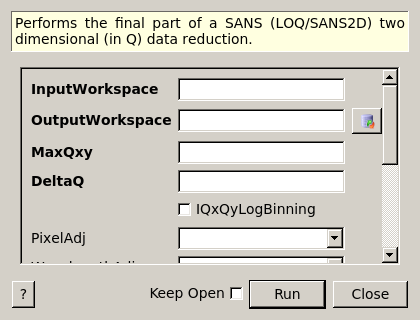 Performs the final part of a SANS (LOQ/SANS2D) two
dimensional (in Q) data reduction.
InputWorkspace
OutputWorkspace
MaxQxy
DeltaQ
IQxQyLogBinning
PixelAdj
?
Keep Open
Run
Close